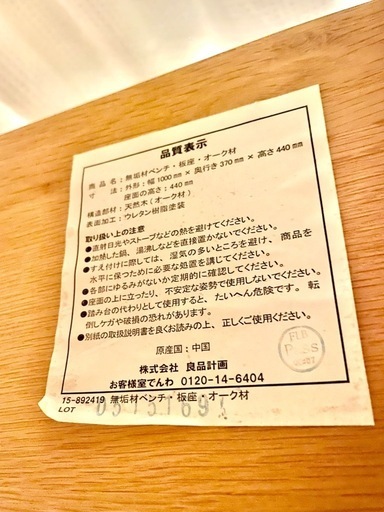 品質表示
商品名：無垢材ベンチ・板座・オーク材
寸法：外形：幅1000㎜×奥行き370㎜×高さ440㎜
座面の高さ：440㎜
構造部材：天然木(オーク材)
表面加工：ウレタン樹脂塗装
取り扱い上の注意
●直射日光やストーブなどの熱を避けてください。
●加熱した鍋、湯沸しなどを直接置かないでください。
●すえ付けに際しては、湿気の多いところを避け、商品を
水平に保つために必要な処置を講じてください。
●各部にゆるみがないか定期的に確認してください。
●座面の上に立ったり、不安定な姿勢で使用しないでください。
●踏み台の代わりとして使用すると、たいへん危険です。転
倒しケガや破損の恐れがあります。
●別紙の取扱説明書を良くお読みの上、正しくご使用ください。
原産国：中国
FLB
PASS
株式会社 良品計画
お客様室でんわ 0120-14-6404
15-892419 無垢材ベンチ・板座・オーク材
LOT